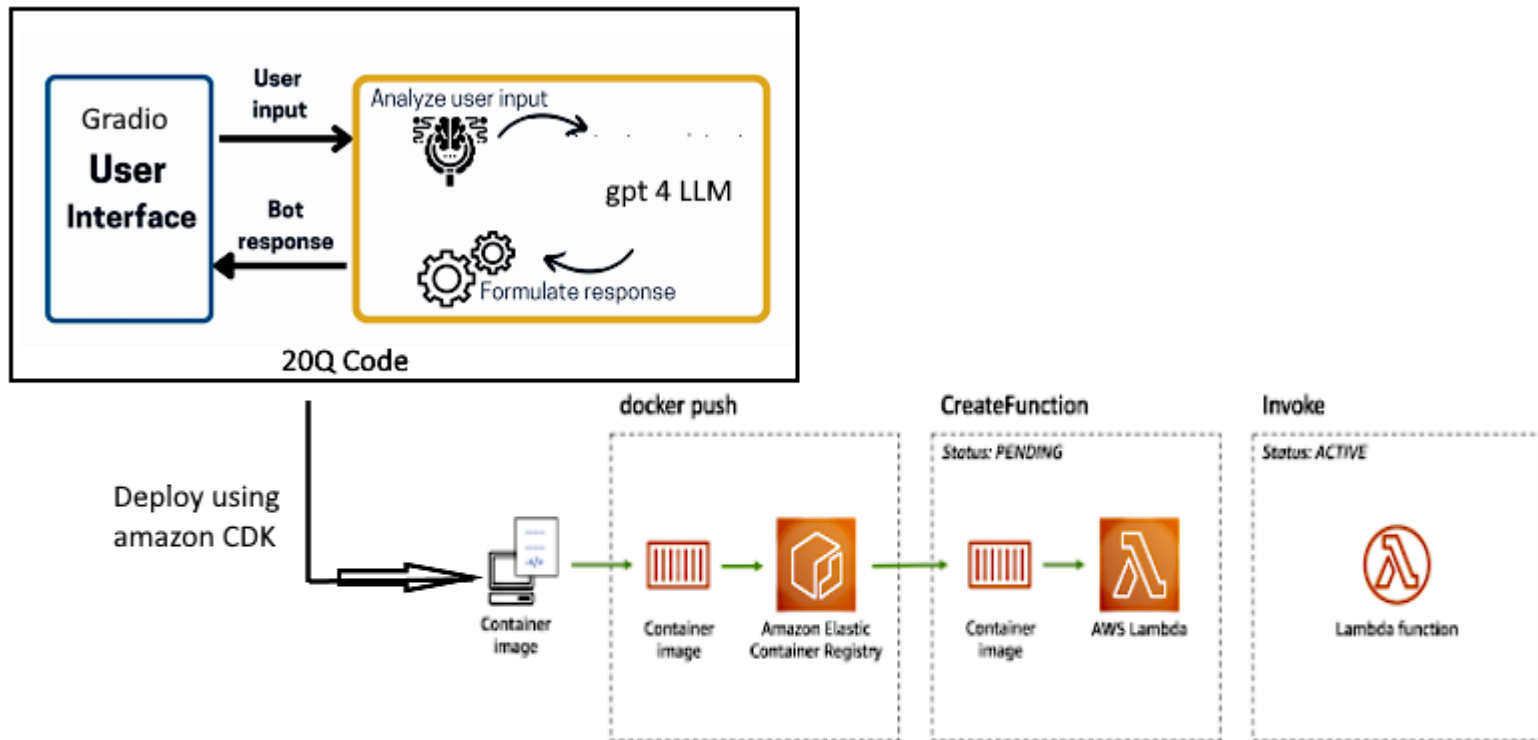 Gradio
User
Interface
User
input
Bot
response
Analyze user input
gpt 4 LLM
Formulate response
20Q Code
Deploy using
amazon CDK
Container
image
docker push
Container
image
Amazon Elastic
Container Registry
CreateFunction
Status: PENDING
Container
image
AWS Lambda
Invoke
Status: ACTIVE
Lambda function